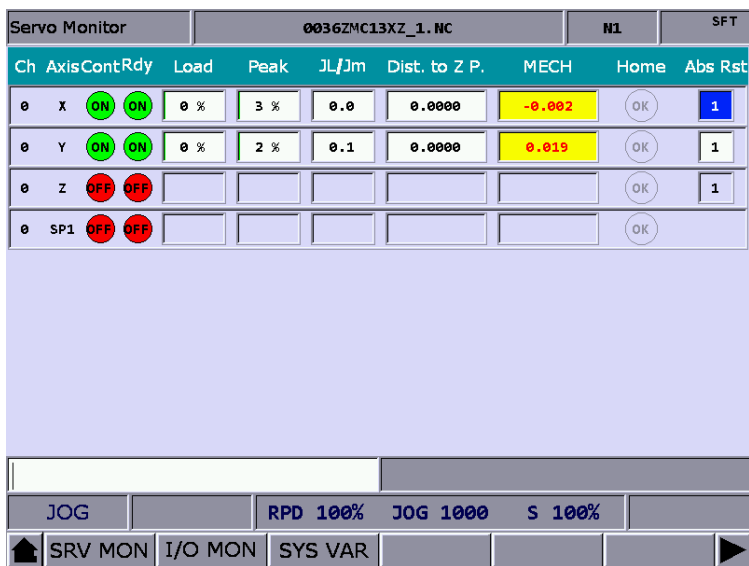 Servo Monitor 0036ZMC13XZ_1.NC N1 SFT
Ch Axis Cont Rdy Load Peak JL/Jm Dist. to Z P. MECH Home Abs Rst
0 X ON ON 0 % 3 % 0.0 0.0000 -0.002 OK 1
0 Y ON ON 0 % 2 % 0.1 0.0000 0.019 OK 1
0 Z OFF OFF OK 1
0 SP1 OFF OFF OK
JOG RPD 100% JOG 1000 S 100%
SRV MON I/O MON SYS VAR